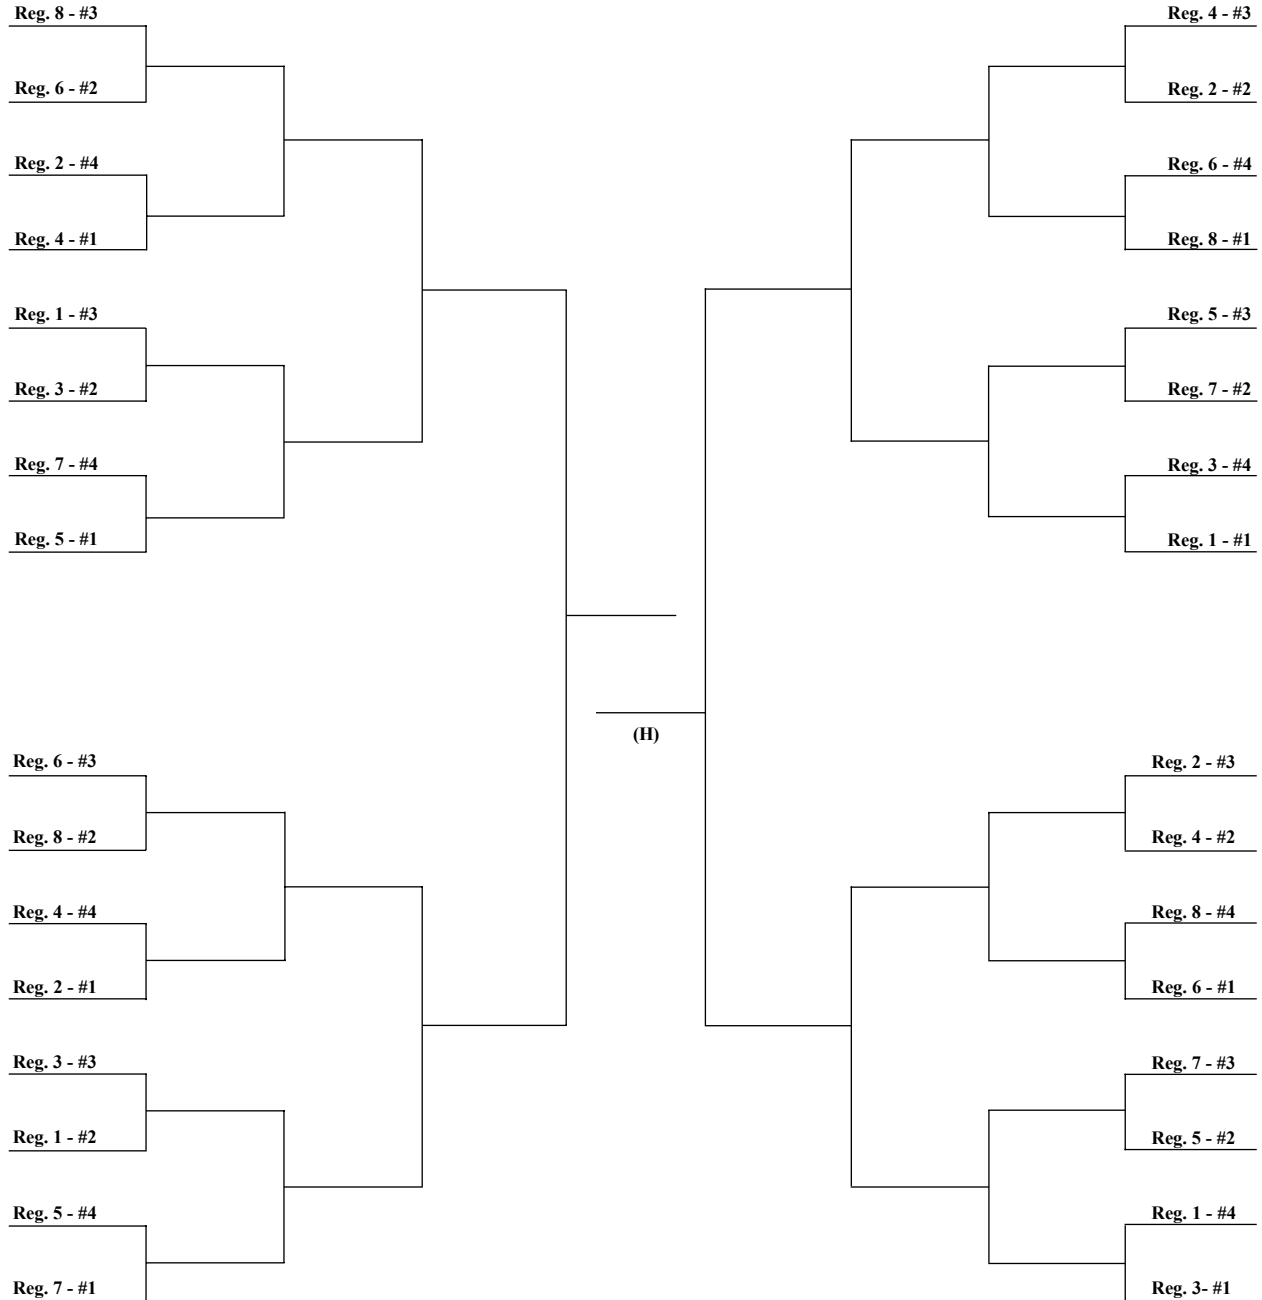 Reg. 8 - #3
Reg. 6 - #2
Reg. 2 - #4
Reg. 4 - #1
Reg. 1 - #3
Reg. 3 - #2
Reg. 7 - #4
Reg. 5 - #1
Reg. 6 - #3
Reg. 8 - #2
Reg. 4 - #4
Reg. 2 - #1
Reg. 3 - #3
Reg. 1 - #2
Reg. 5 - #4
Reg. 7 - #1
(H)
Reg. 4 - #3
Reg. 2 - #2
Reg. 6 - #4
Reg. 8 - #1
Reg. 5 - #3
Reg. 7 - #2
Reg. 3 - #4
Reg. 1 - #1
Reg. 2 - #3
Reg. 4 - #2
Reg. 8 - #4
Reg. 6 - #1
Reg. 7 - #3
Reg. 5 - #2
Reg. 1 - #4
Reg. 3- #1